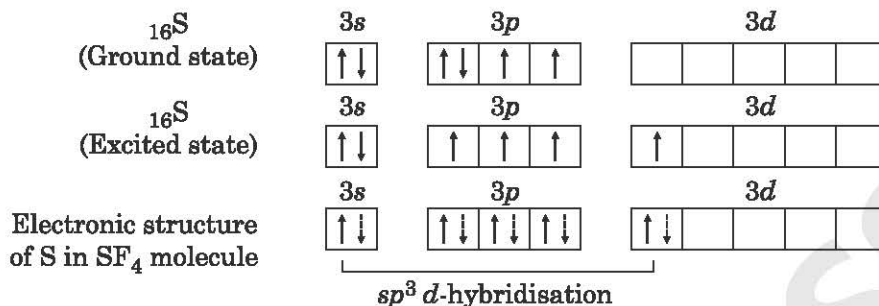 3s 3p 3d
₁₆S
(Ground state)
3s 3p 3d
₁₆S
(Excited state)
3s 3p 3d
Electronic structure
of S in SF₄ molecule
sp³ d-hybridisation